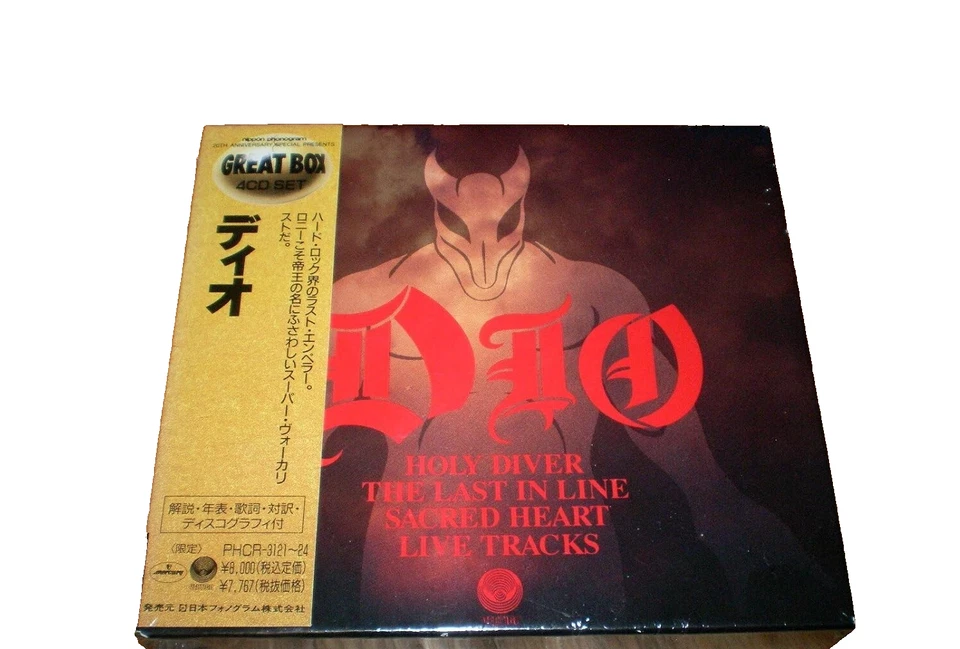 nippon phonogram
25TH ANNIVERSARY SPECIAL PRESENTS
GREAT BOX
4CD SET
ディオ
ハード・ロック界のラスト・エンペラー。
ロニーこそ帝王の名にふさわしいスーパー・ヴォーカリ
ストだ。
解説・年表・歌詞・対訳・
ディスコグラフィ付
〈限定〉 PHCR-3121〜24
mercury
¥8,000(税込定価)
¥7,767(税抜価格)
発売元 日本フォノグラム株式会社
DIO
HOLY DIVER
THE LAST IN LINE
SACRED HEART
LIVE TRACKS